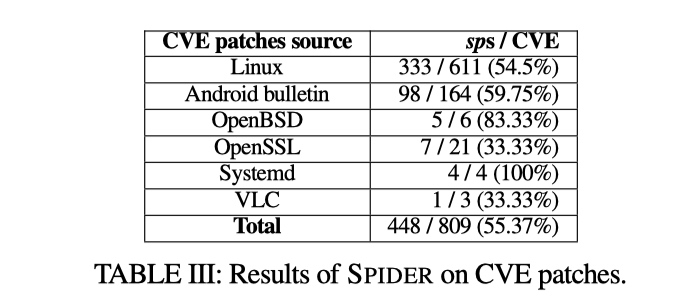 CVE patches source sps / CVE
Linux 333 / 611 (54.5%)
Android bulletin 98 / 164 (59.75%)
OpenBSD 5 / 6 (83.33%)
OpenSSL 7 / 21 (33.33%)
Systemd 4 / 4 (100%)
VLC 1 / 3 (33.33%)
Total 448 / 809 (55.37%)
TABLE III: Results of SPIDER on CVE patches.